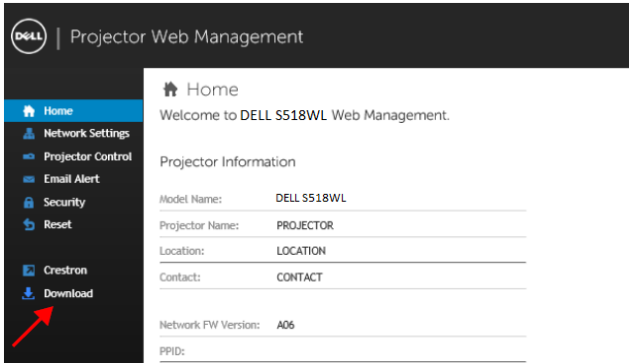 DELL | Projector Web Management
Home
Welcome to DELL S518WL Web Management.
Home
Network Settings
Projector Control
Email Alert
Security
Reset
Crestron
Download
Projector Information
Model Name: DELL S518WL
Projector Name: PROJECTOR
Location: LOCATION
Contact: CONTACT
Network FW Version: A06
PPID: